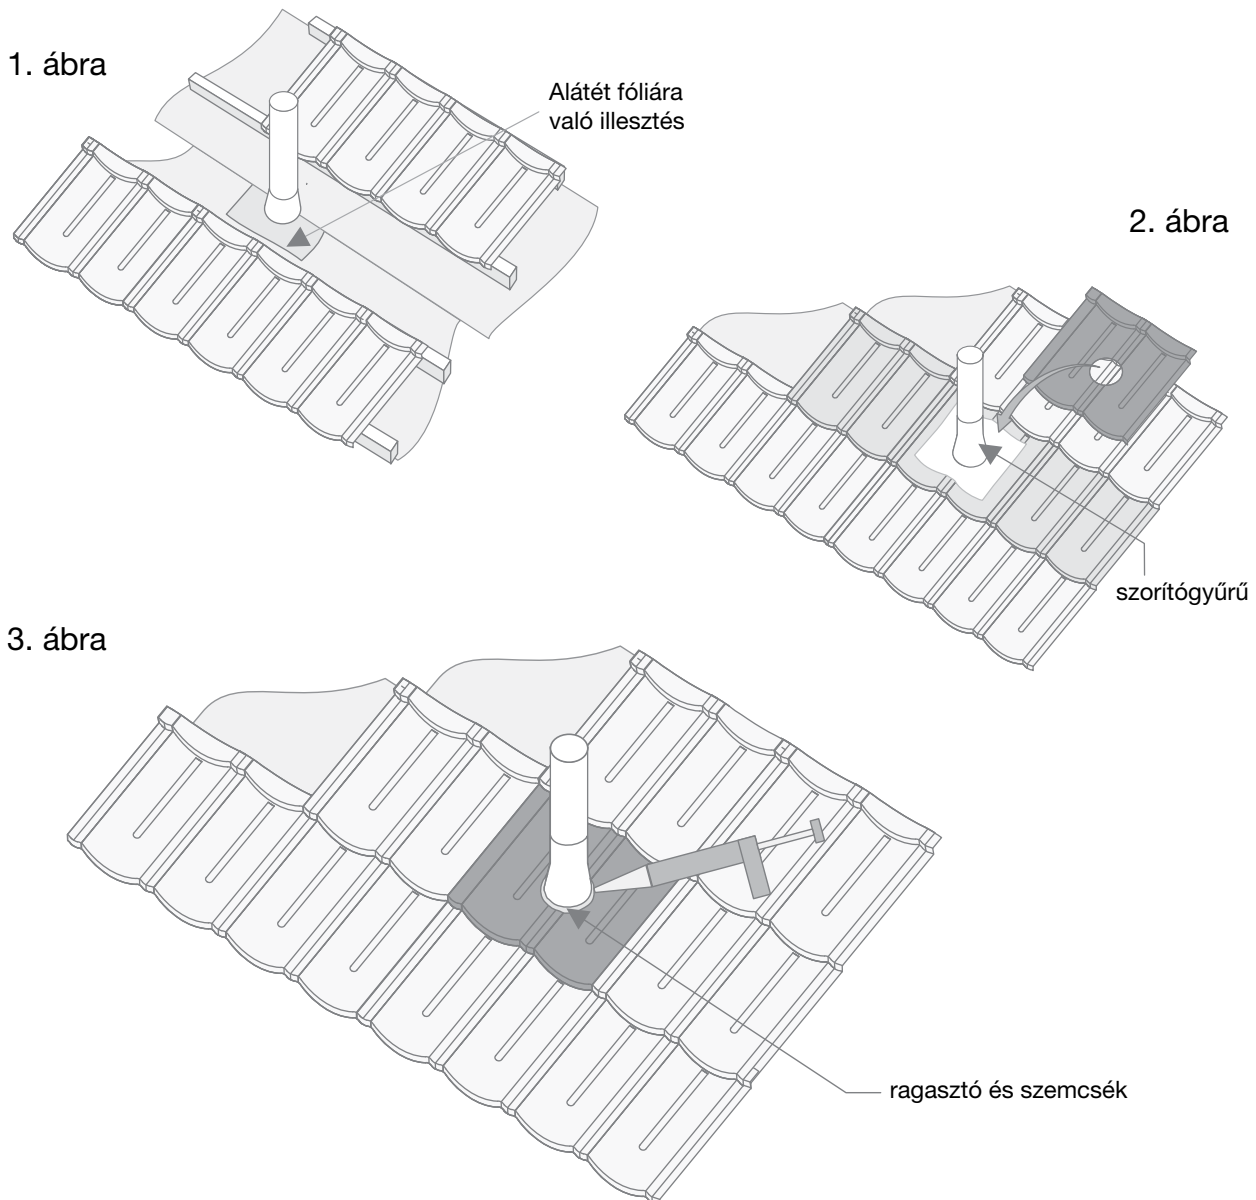 1. ábra
Alátét fóliára
való illesztés
2. ábra
szorítógyűrű
3. ábra
ragasztó és szemcsék